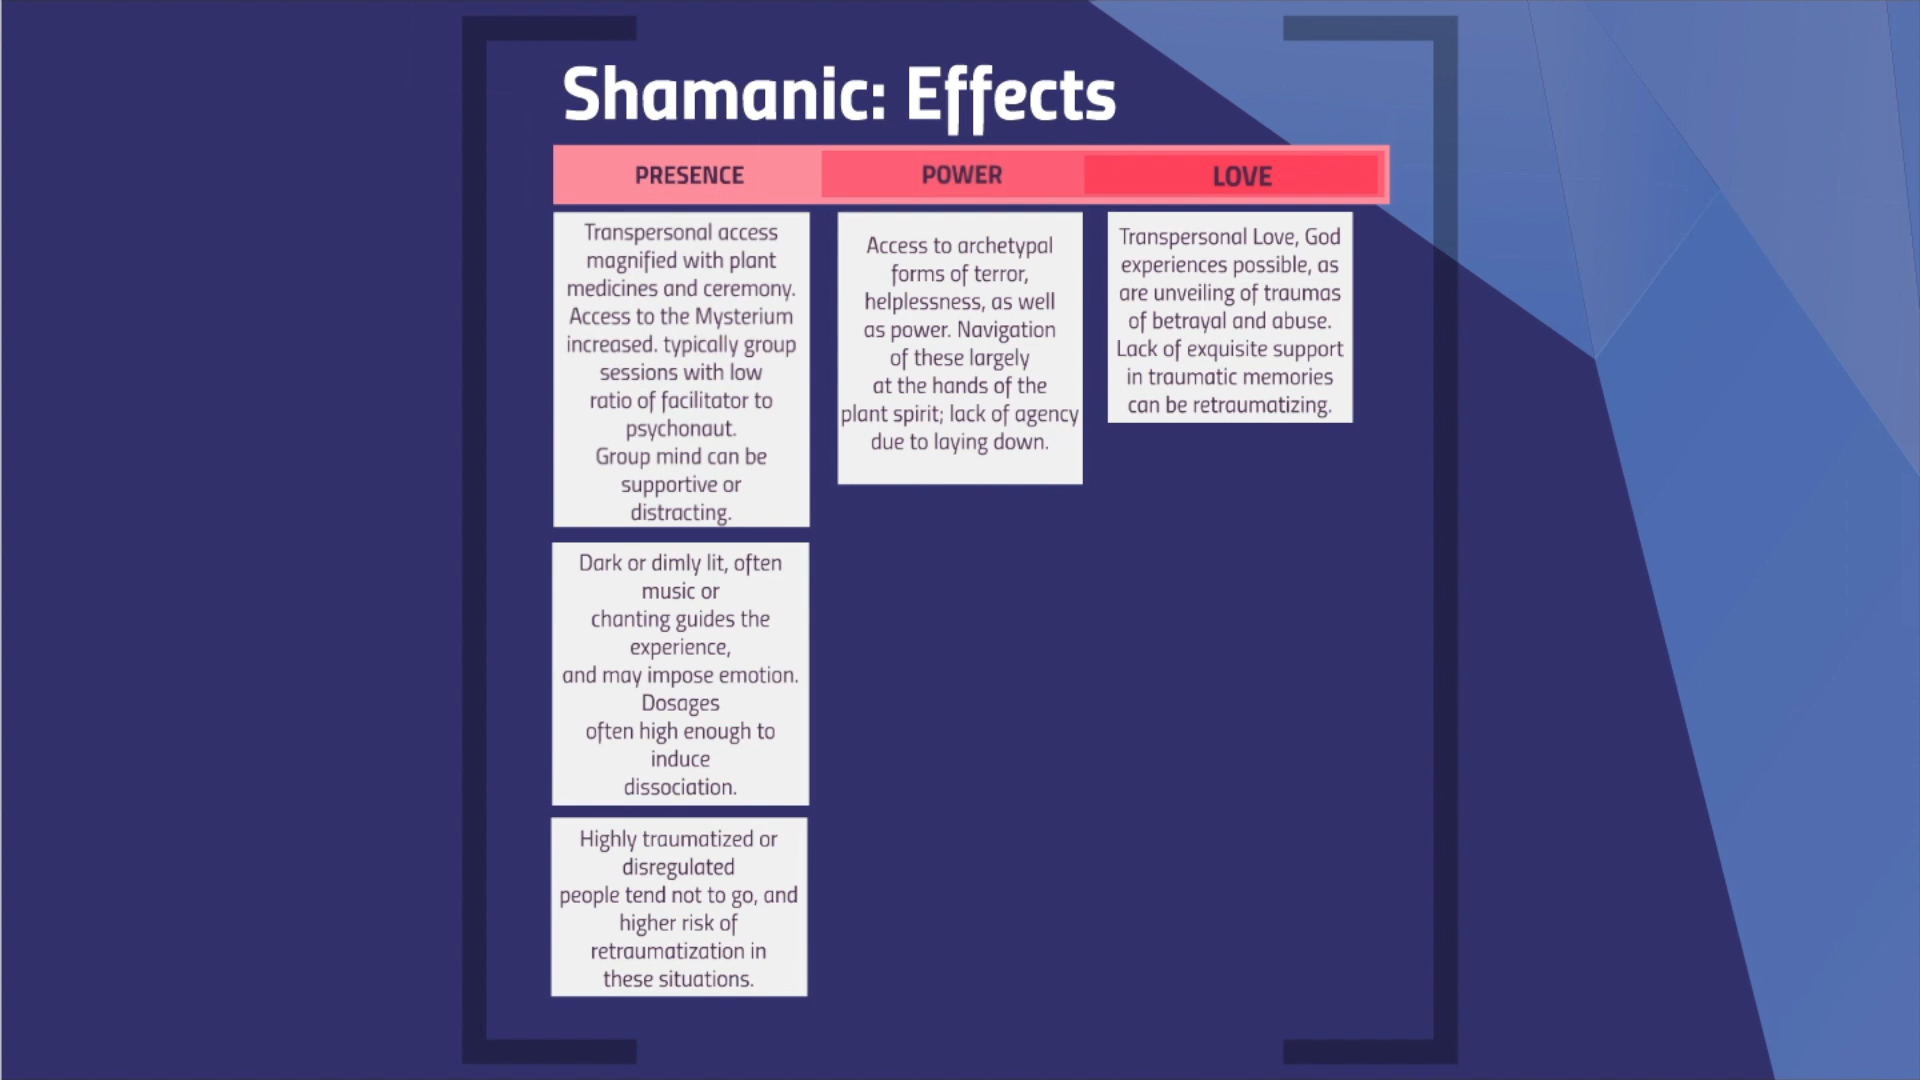 Shamanic: Effects
PRESENCE
POWER
LOVE
Transpersonal access
magnified with plant
medicines and ceremony.
Access to the Mysterium
increased. typically group
sessions with low
ratio of facilitator to
psychonaut.
Group mind can be
supportive or
distracting.
Dark or dimly lit, often
music or
chanting guides the
experience,
and may impose emotion.
Dosages
often high enough to
induce
dissociation.
Highly traumatized or
disregulated
people tend not to go, and
higher risk of
retraumatization in
these situations.
Access to archetypal
forms of terror,
helplessness, as well
as power. Navigation
of these largely
at the hands of the
plant spirit; lack of agency
due to laying down.
Transpersonal Love, God
experiences possible, as
are unveiling of traumas
of betrayal and abuse.
Lack of exquisite support
in traumatic memories
can be retraumatizing.